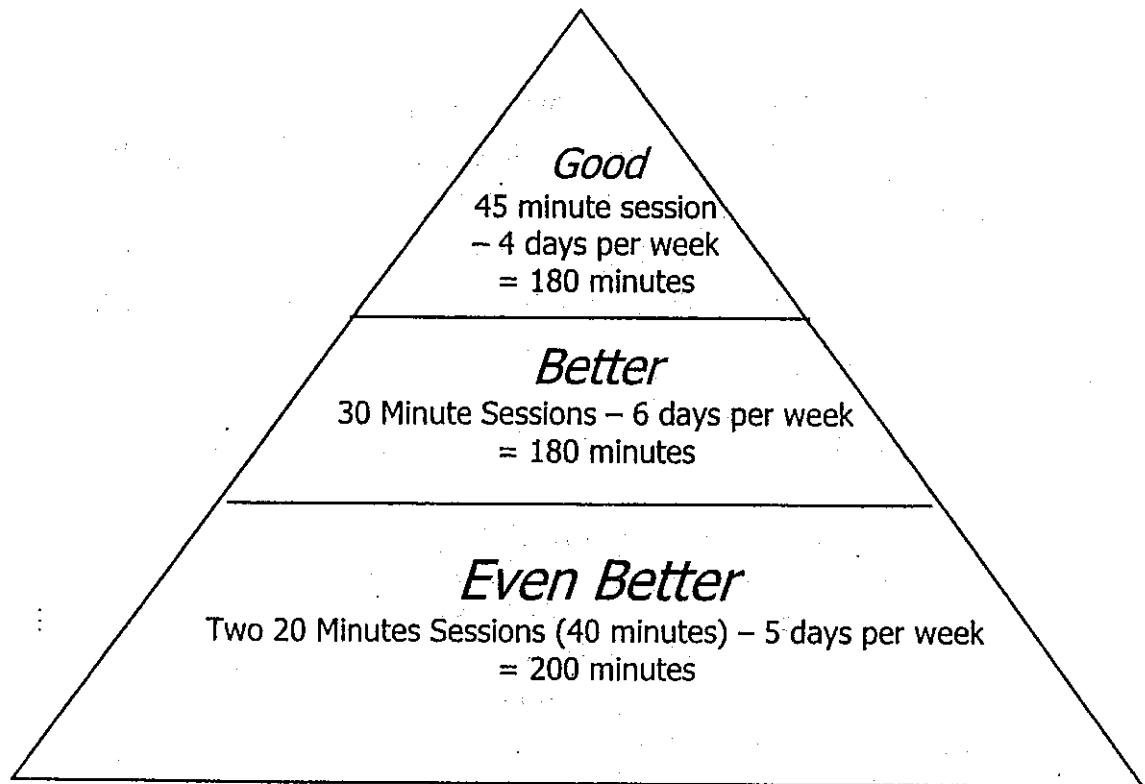 Good
45 minute session
– 4 days per week
= 180 minutes
Better
30 Minute Sessions – 6 days per week
= 180 minutes
Even Better
Two 20 Minutes Sessions (40 minutes) – 5 days per week
= 200 minutes